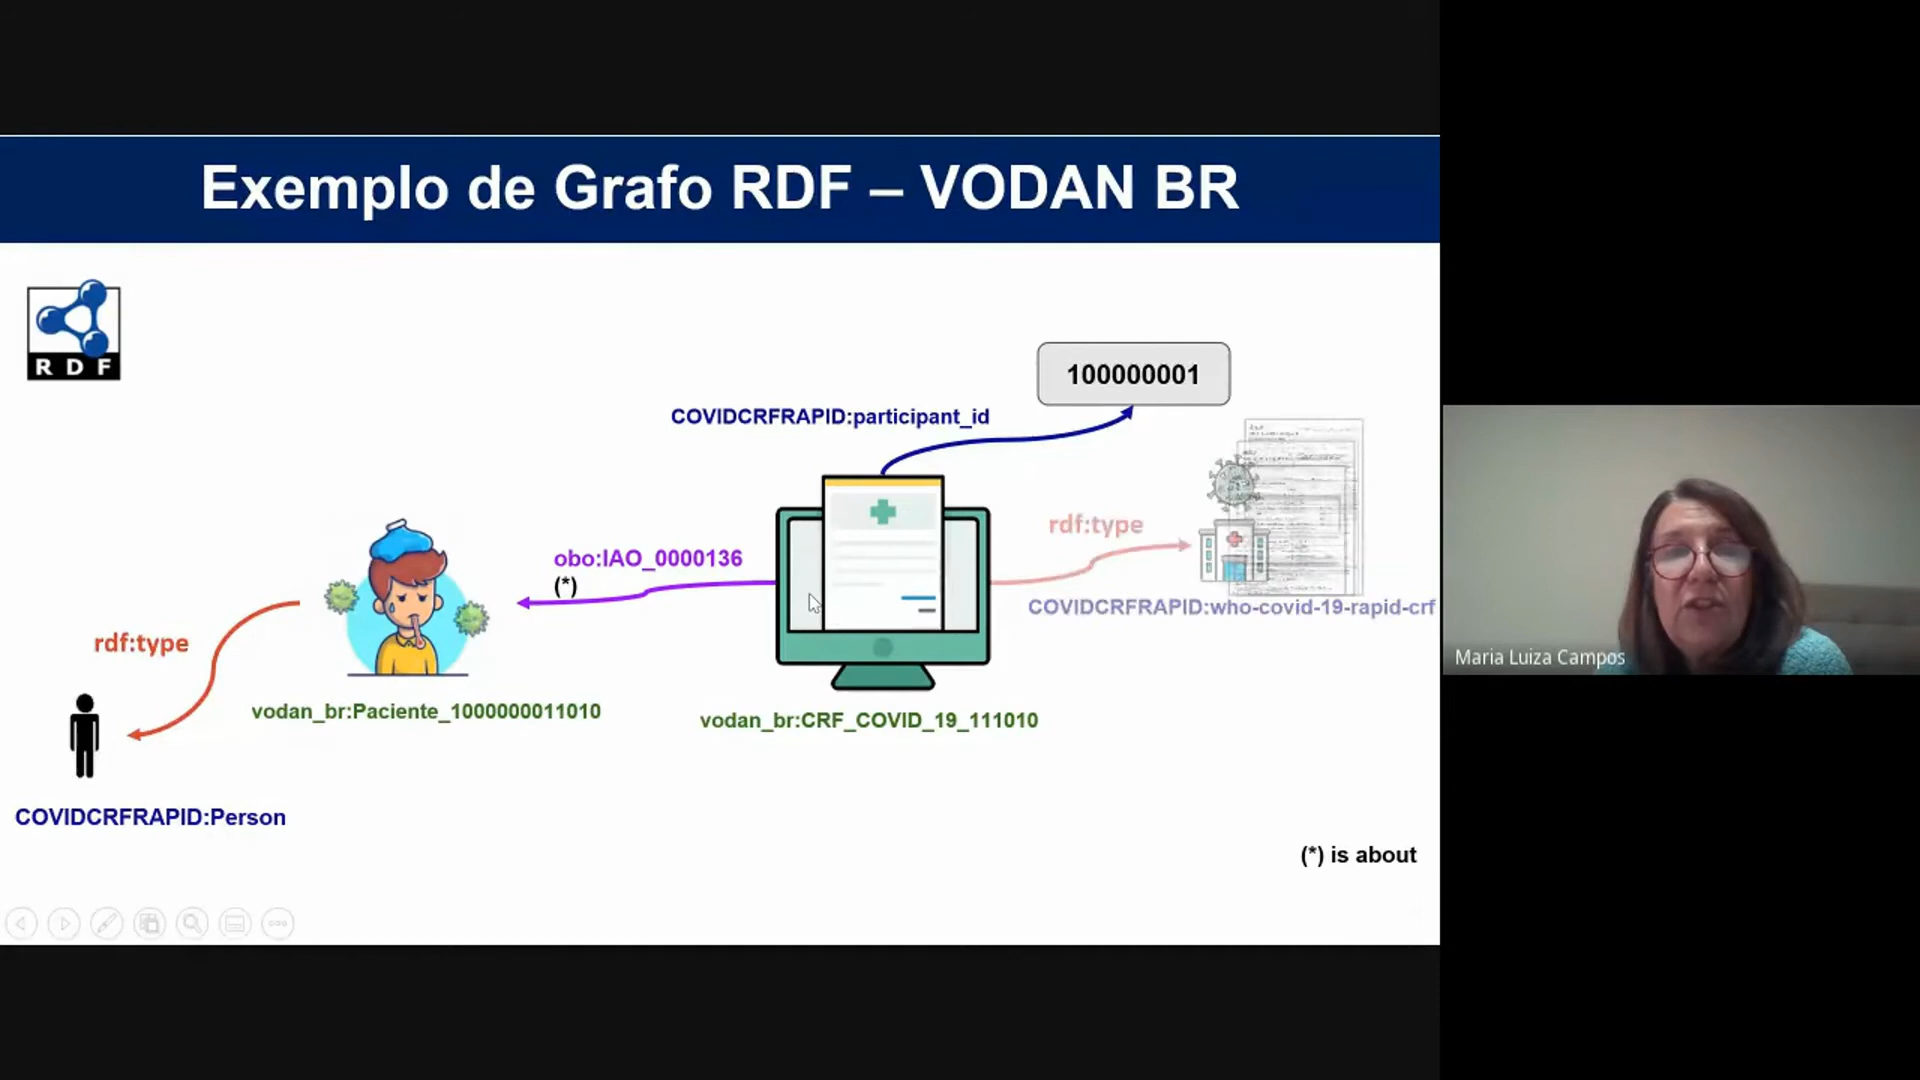 Exemplo de Grafo RDF – VODAN BR
RDF
100000001
COVIDCRFRAPID:participant_id
rdf:type
obo:IAO_0000136
(*)
COVIDCRFRAPID:who-covid-19-rapid-crf
rdf:type
Maria Luiza Campos
vodan_br:Paciente_1000000011010
vodan_br:CRF_COVID_19_111010
COVIDCRFRAPID:Person
(*) is about